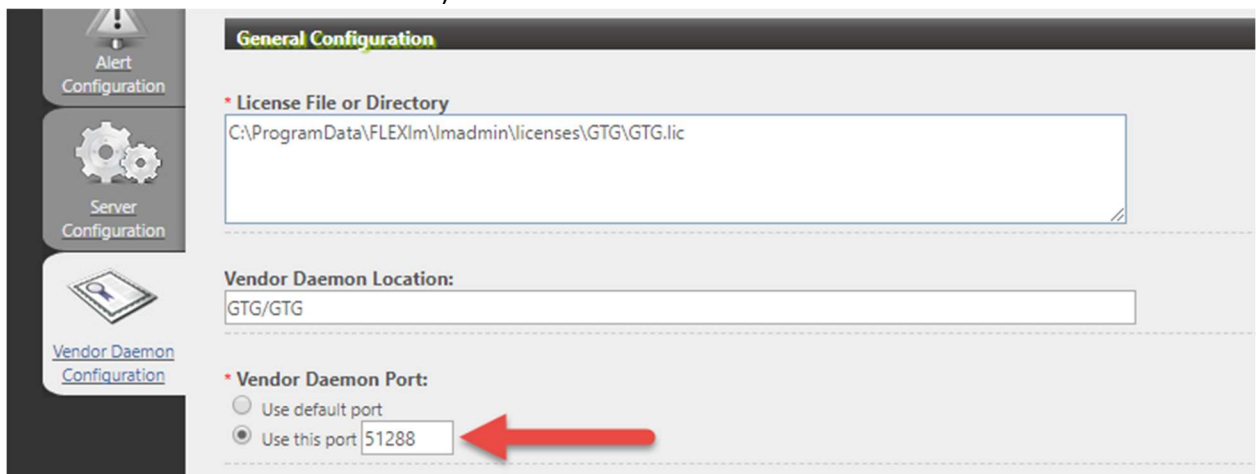 General Configuration
Alert
Configuration
* License File or Directory
C:\ProgramData\FLEXlm\lmadmin\licenses\GTG\GTG.lic
Server
Configuration
Vendor Daemon Location:
GTG/GTG
Vendor Daemon
Configuration
* Vendor Daemon Port:
Use default port
Use this port 51288